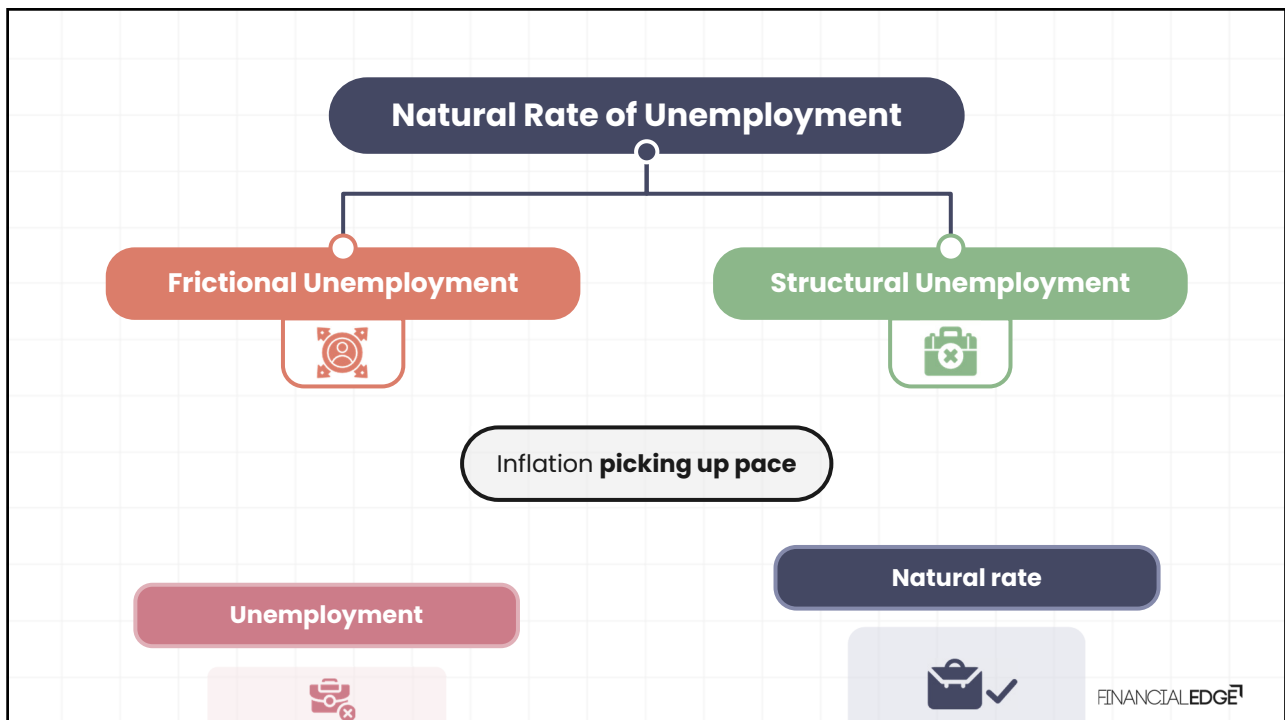 Natural Rate of Unemployment
Frictional Unemployment
Structural Unemployment
Inflation picking up pace
Natural rate
Unemployment
FINANCIALEDGE